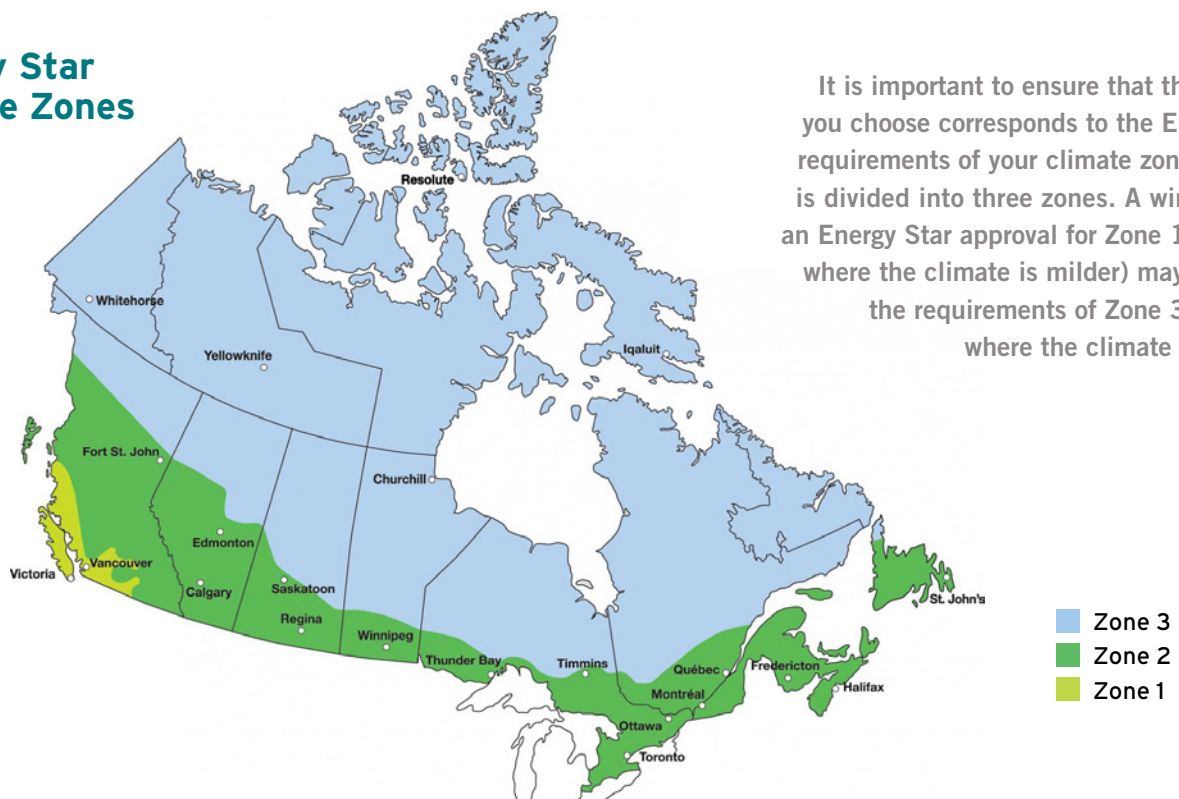 y Star
e Zones
It is important to ensure that th
you choose corresponds to the E
requirements of your climate zon
is divided into three zones. A wi
an Energy Star approval for Zone 1
where the climate is milder) may
the requirements of Zone 3
where the climate
Resolute
Whitehorse
Yellowknife
Iqaluit
Fort St. John
Churchill
Edmonton
Vancouver
Victoria
Calgary
Saskatoon
Regina
Winnipeg
Thunder Bay
Timmins
Québec
Fredericton
St. John's
Montréal
Halifax
Ottawa
Toronto
Zone 3
Zone 2
Zone 1